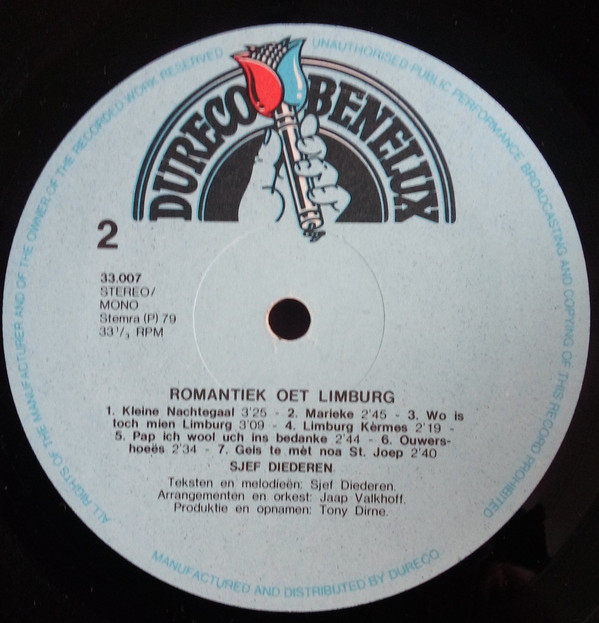 DURECO BENELUX
2
33.007
STEREO/
MONO
Stemra (P) 79
33 1/3 RPM
ROMANTIEK OET LIMBURG
1. Kleine Nachtegaal 3'25 - 2. Marieke 2'45 - 3. Wo is
toch mien Limburg 3'09 - 4. Limburg Kèrmes 2'19 -
5. Pap ich wool uch ins bedanke 2'44 - 6. Ouwers-
hoeës 2'34 - 7. Geis te mèt noa St. Joep 2'40
SJEF DIEDEREN
Teksten en melodieën: Sjef Diederen.
Arrangementen en orkest: Jaap Valkhoff.
Produktie en opnamen: Tony Dirne.
ALL RIGHTS OF THE MANUFACTURER AND OF THE OWNER OF THE RECORDED WORK RESERVED
UNAUTHORISED PUBLIC PERFORMANCE BROADCASTING AND COPYING OF THIS RECORD PROHIBITED
MANUFACTURED AND DISTRIBUTED BY DURECO